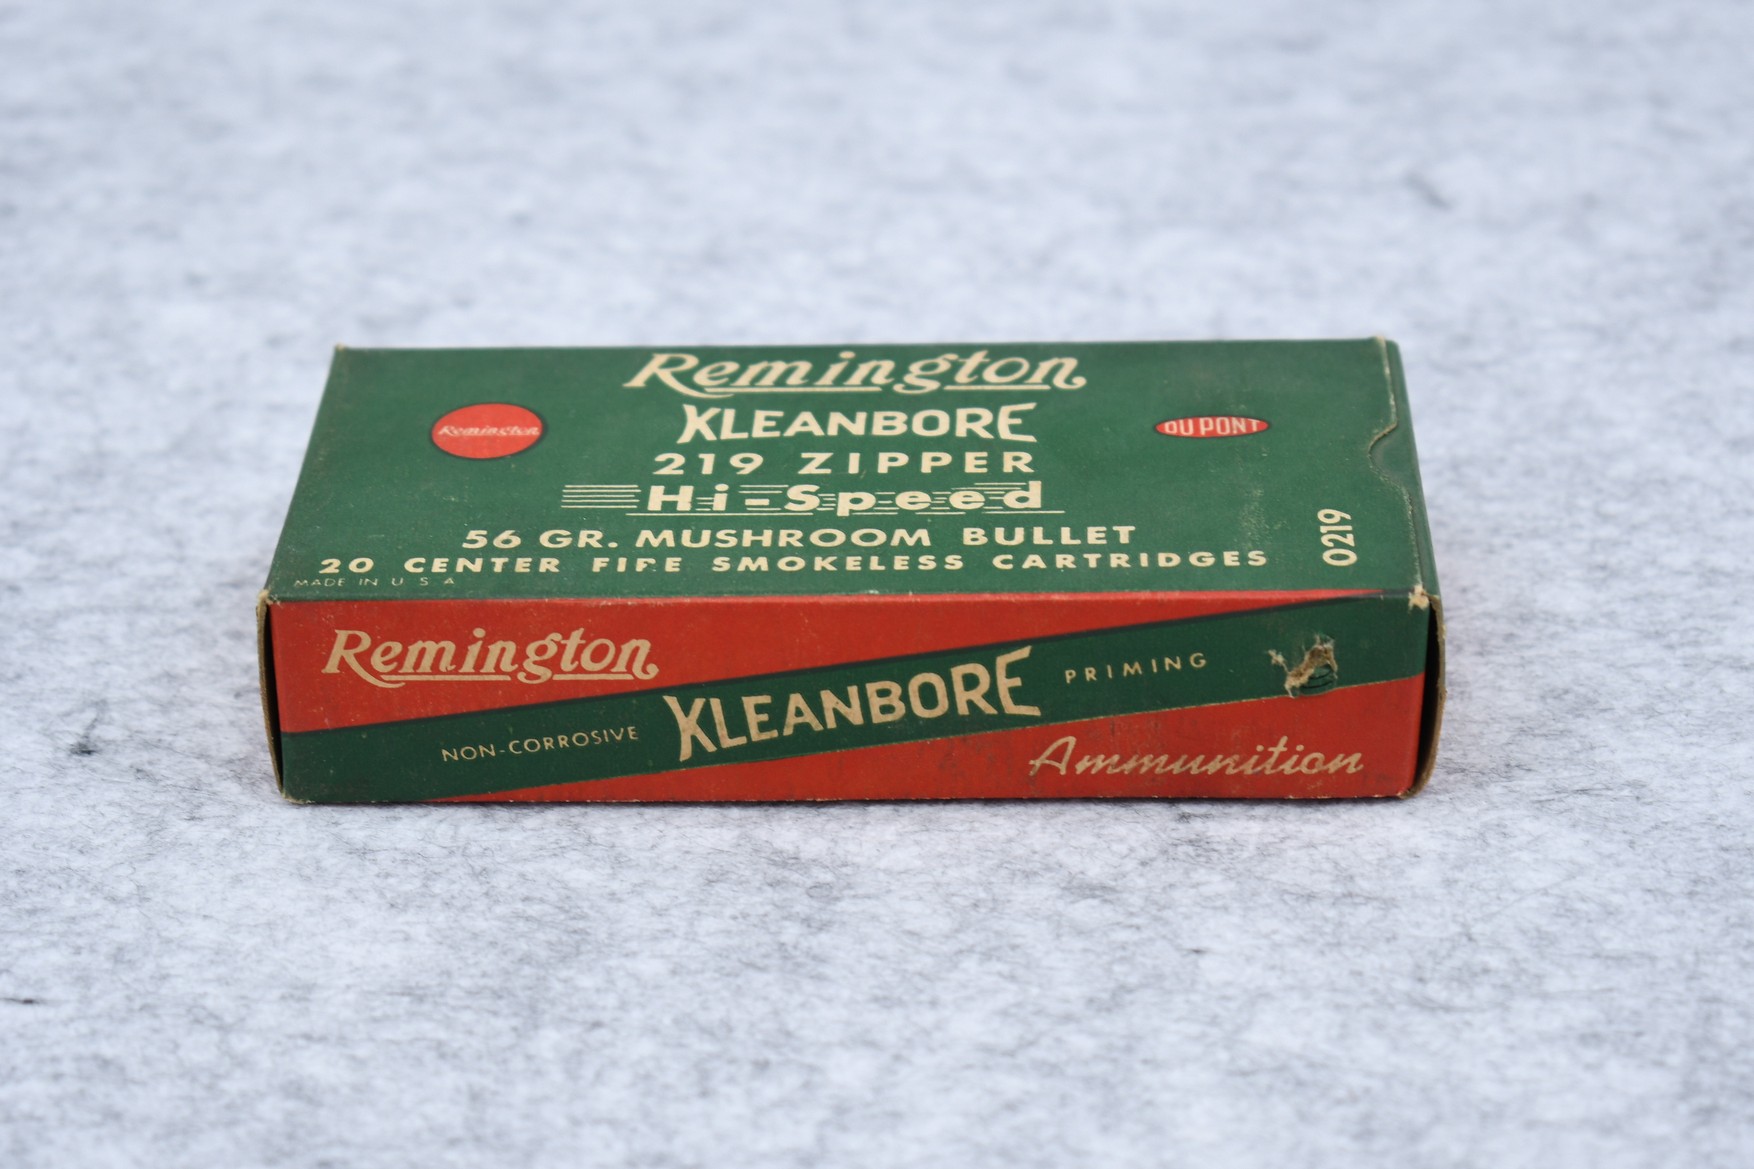 Remington
Remington
KLEANBORE
DU PONT
219 ZIPPER
Hi-Speed
56 GR. MUSHROOM BULLET
20 CENTER FIRE SMOKELESS CARTRIDGES
MADE IN U S A
0219
Remington
NON-CORROSIVE KLEANBORE PRIMING
Ammunition